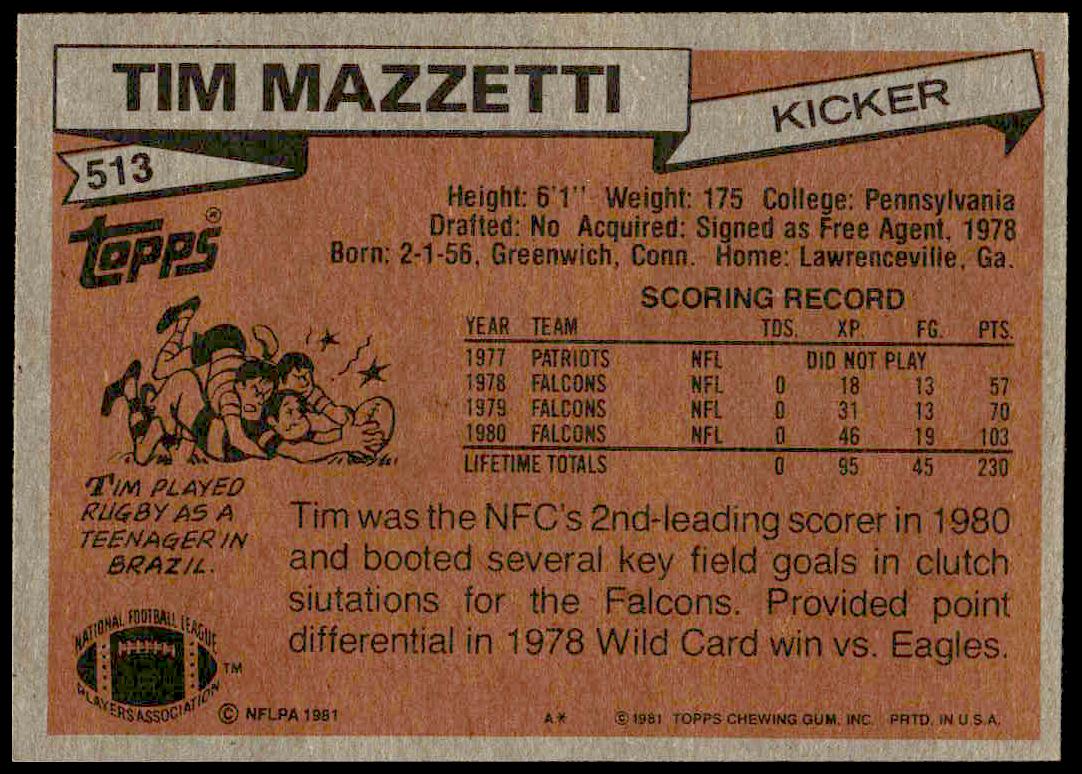 TIM MAZZETTI
KICKER
513
TOPPS®
Height: 6'1" Weight: 175 College: Pennsylvania
Drafted: No Acquired: Signed as Free Agent, 1978
Born: 2-1-56, Greenwich, Conn. Home: Lawrenceville, Ga.
SCORING RECORD
YEAR TEAM TDS. XP. FG. PTS.
1977 PATRIOTS NFL DID NOT PLAY
1978 FALCONS NFL 0 18 13 57
1979 FALCONS NFL 0 31 13 70
1980 FALCONS NFL 0 46 19 103
LIFETIME TOTALS 0 95 45 230
TIM PLAYED
RUGBY AS A
TEENAGER IN
BRAZIL.
Tim was the NFC's 2nd-leading scorer in 1980
and booted several key field goals in clutch
siutations for the Falcons. Provided point
differential in 1978 Wild Card win vs. Eagles.
NATIONAL FOOTBALL LEAGUE
PLAYERS ASSOCIATION
TM
© NFLPA 1981
A* © 1981 TOPPS CHEWING GUM, INC. PRTD. IN U.S.A.